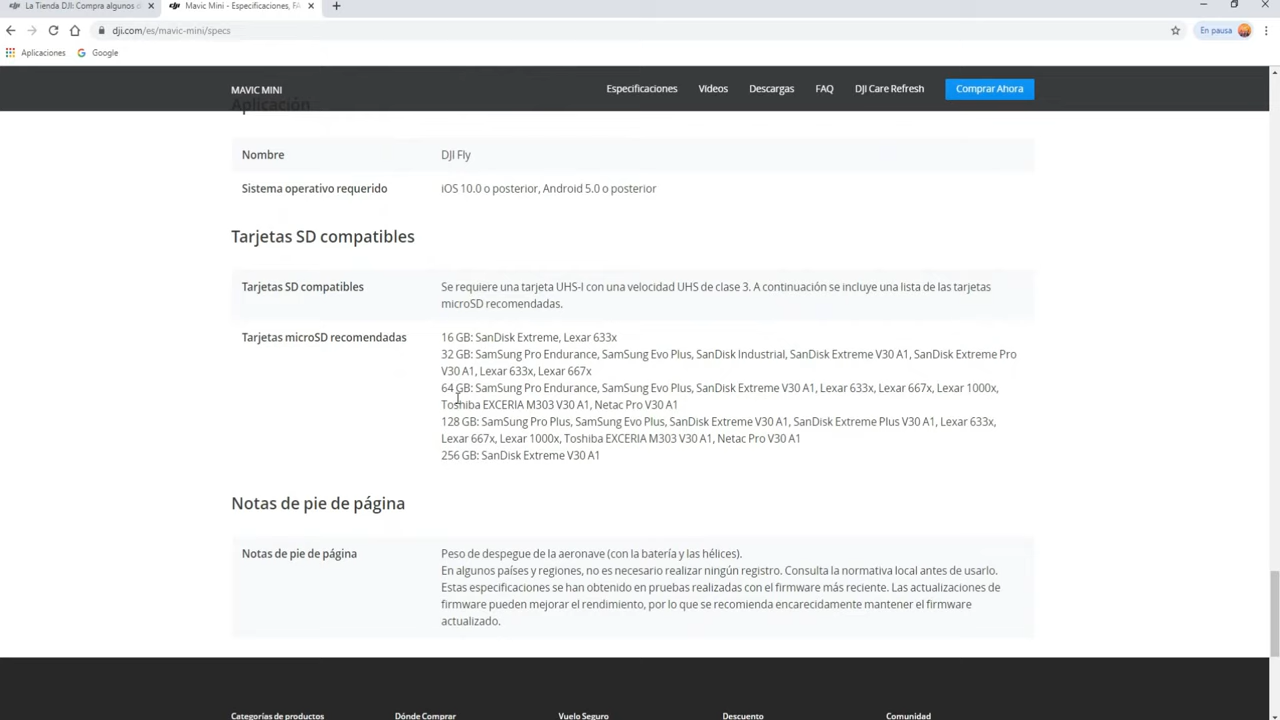 La Tienda DJI: Compra algunos d
Mavic Mini - Especificaciones, FA
dji.com/es/mavic-mini/specs
En pausa
Aplicaciones
Google
MAVIC MINI
Especificaciones
Videos
Descargas
FAQ
DJI Care Refresh
Comprar Ahora
Aplicación
Nombre
DJI Fly
Sistema operativo requerido
iOS 10.0 o posterior, Android 5.0 o posterior
Tarjetas SD compatibles
Tarjetas SD compatibles
Se requiere una tarjeta UHS-I con una velocidad UHS de clase 3. A continuación se incluye una lista de las tarjetas
microSD recomendadas.
Tarjetas microSD recomendadas
16 GB: SanDisk Extreme, Lexar 633x
32 GB: SamSung Pro Endurance, SamSung Evo Plus, SanDisk Industrial, SanDisk Extreme V30 A1, SanDisk Extreme Pro
V30 A1, Lexar 633x, Lexar 667x
64 GB: SamSung Pro Endurance, SamSung Evo Plus, SanDisk Extreme V30 A1, Lexar 633x, Lexar 667x, Lexar 1000x,
Toshiba EXCERIA M303 V30 A1, Netac Pro V30 A1
128 GB: SamSung Pro Plus, SamSung Evo Plus, SanDisk Extreme V30 A1, SanDisk Extreme Plus V30 A1, Lexar 633x,
Lexar 667x, Lexar 1000x, Toshiba EXCERIA M303 V30 A1, Netac Pro V30 A1
256 GB: SanDisk Extreme V30 A1
Notas de pie de página
Notas de pie de página
Peso de despegue de la aeronave (con la batería y las hélices).
En algunos países y regiones, no es necesario realizar ningún registro. Consulta la normativa local antes de usarlo.
Estas especificaciones se han obtenido en pruebas realizadas con el firmware más reciente. Las actualizaciones de
firmware pueden mejorar el rendimiento, por lo que se recomienda encarecidamente mantener el firmware
actualizado.
Categorías de productos
Dónde Comprar
Vuelo Seguro
Descuento
Comunidad